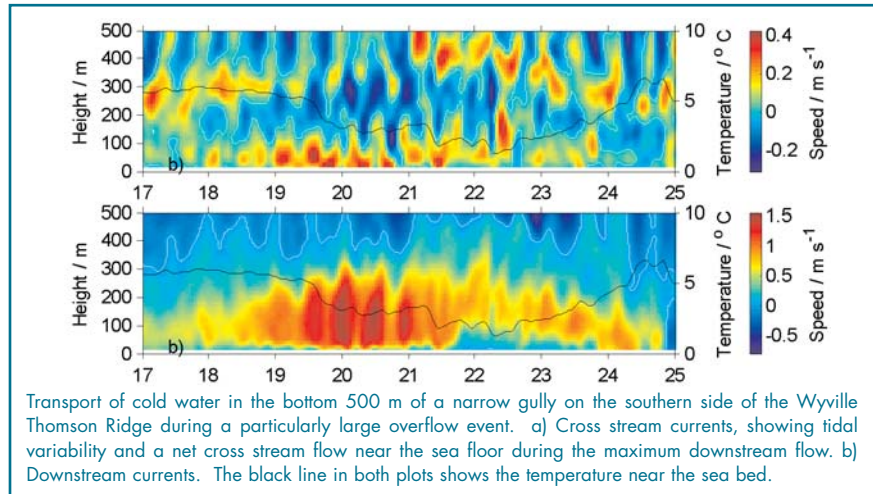 500
400
300
200
100
0
Height / m
b)
17 18 19 20 21 22 23 24 25
10
5
0
Temperature / ° C
0.4
0.2
0
-0.2
Speed / m s⁻¹
500
400
300
200
100
0
Height / m
b)
17 18 19 20 21 22 23 24 25
10
5
0
Temperature / ° C
1.5
1
0.5
0
-0.5
Speed / m s⁻¹
Transport of cold water in the bottom 500 m of a narrow gully on the southern side of the Wyville
Thomson Ridge during a particularly large overflow event. a) Cross stream currents, showing tidal
variability and a net cross stream flow near the sea floor during the maximum downstream flow. b)
Downstream currents. The black line in both plots shows the temperature near the sea bed.